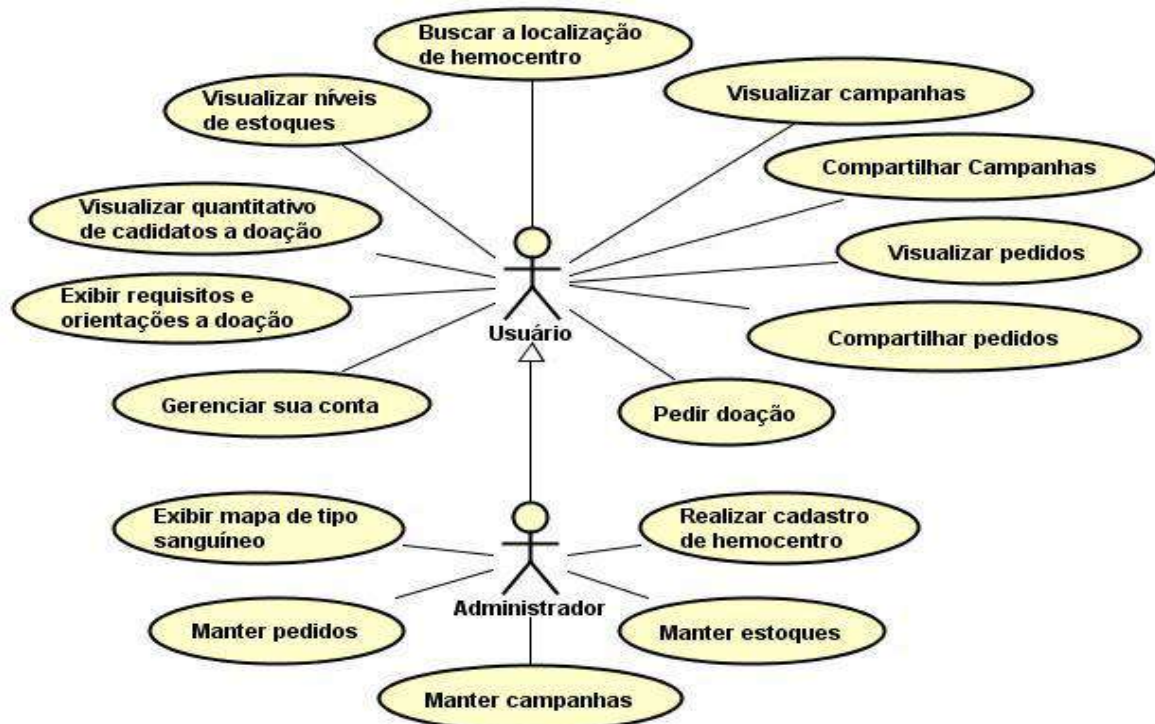 Buscar a localização
de hemocentro
Visualizar níveis
de estoques
Visualizar campanhas
Compartilhar Campanhas
Visualizar quantitativo
de cadidatos a doação
Visualizar pedidos
Exibir requisitos e
orientações a doação
Usuário
Compartilhar pedidos
Gerenciar sua conta
Pedir doação
Exibir mapa de tipo
sanguíneo
Realizar cadastro
de hemocentro
Administrador
Manter pedidos
Manter estoques
Manter campanhas